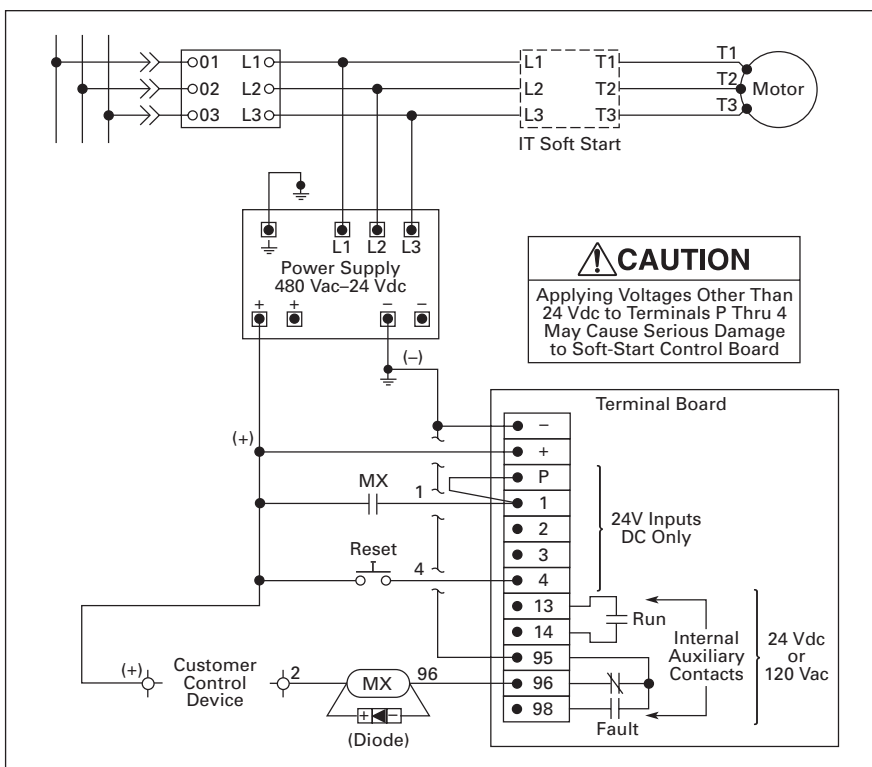 01 L1 L1 T1 T1
02 L2 L2 T2 T2 Motor
03 L3 L3 T3 T3
IT Soft Start
L1 L2 L3
Power Supply
480 Vac–24 Vdc
+ + – –
(–)
CAUTION
Applying Voltages Other Than
24 Vdc to Terminals P Thru 4
May Cause Serious Damage
to Soft-Start Control Board
Terminal Board
–
(+) +
P
MX 1 1
2
3
24V Inputs
DC Only
Reset 4 4
13
Run
14
95
96
98
Internal
Auxiliary
Contacts
24 Vdc
or
120 Vac
Fault
(+) Customer
Control
Device
2 MX 96
+ –
(Diode)